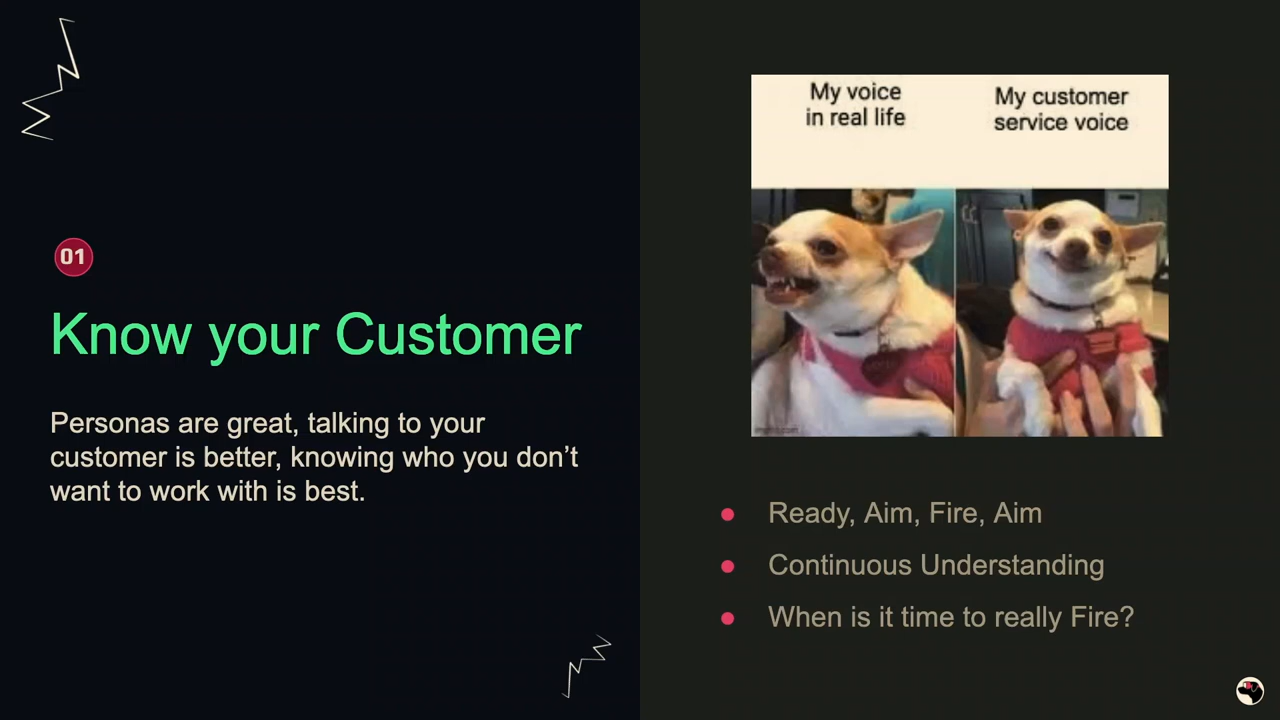 01
Know your Customer
Personas are great, talking to your
customer is better, knowing who you don't
want to work with is best.
My voice
in real life
My customer
service voice
Ready, Aim, Fire, Aim
Continuous Understanding
When is it time to really Fire?